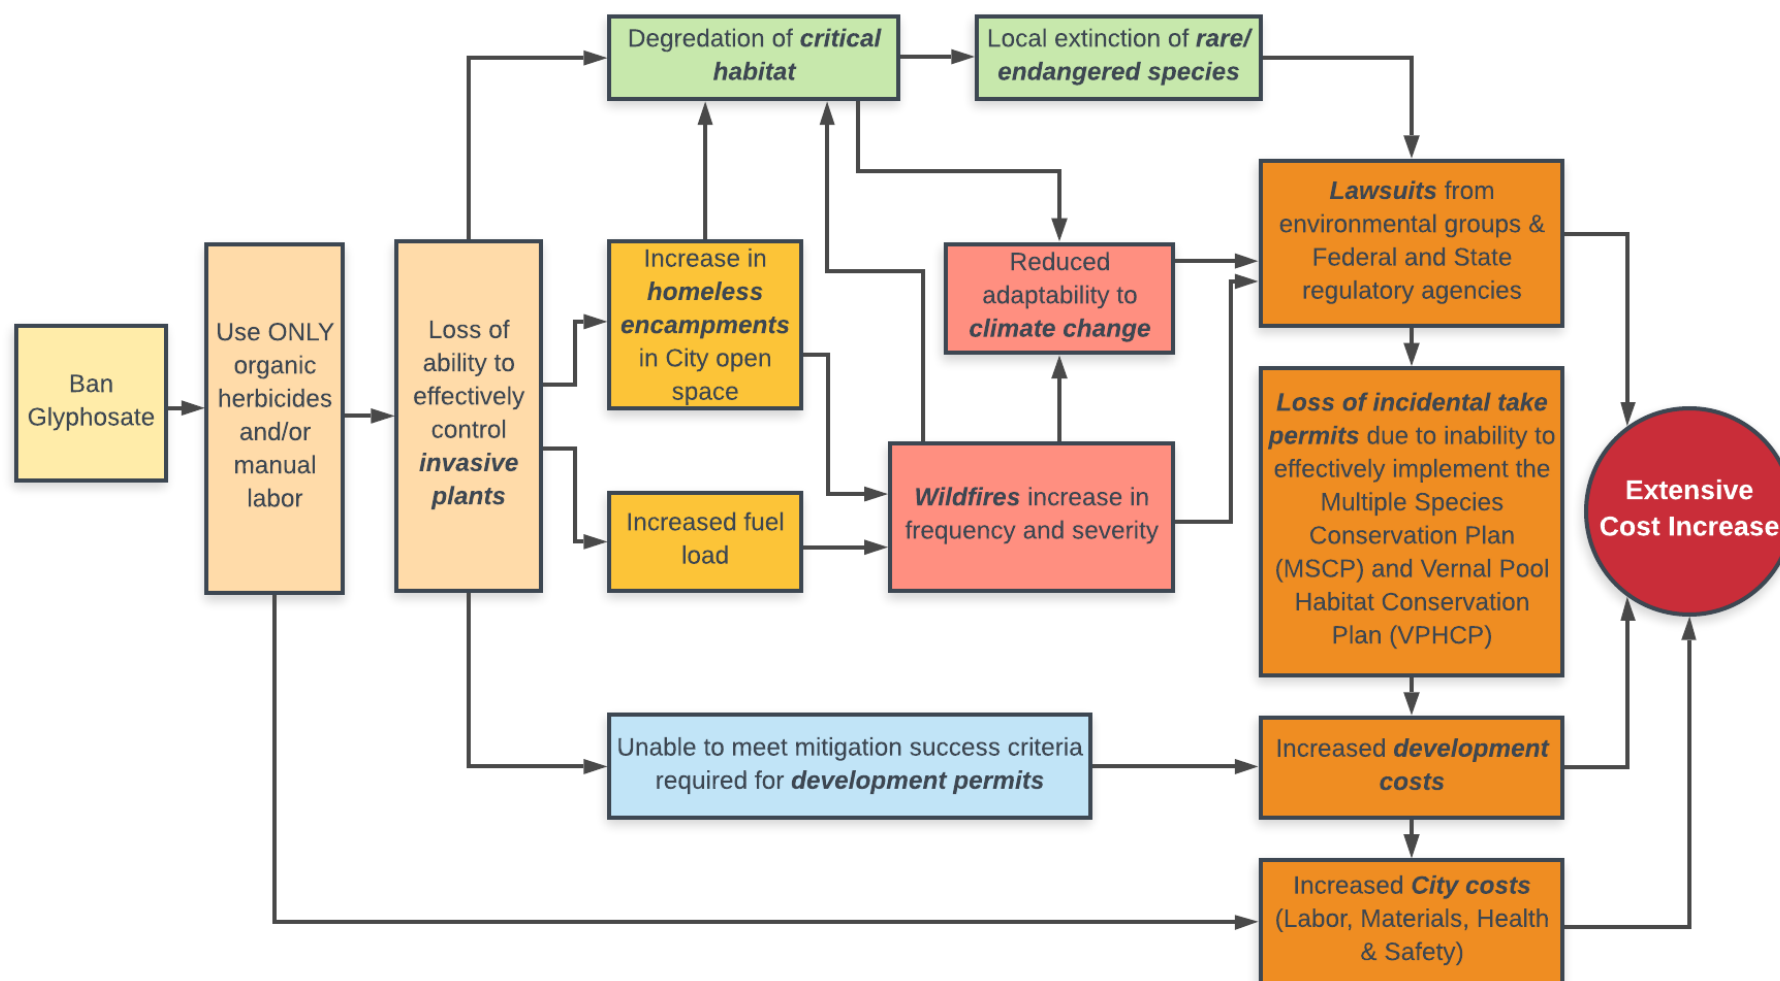 Degredation of critical
habitat
Local extinction of rare/
endangered species
Lawsuits from
environmental groups &
Federal and State
regulatory agencies
Increase in
homeless
encampments
in City open
space
Reduced
adaptability to
climate change
Ban
Glyphosate
Use ONLY
organic
herbicides
and/or
manual
labor
Loss of
ability to
effectively
control
invasive
plants
Loss of incidental take
permits due to inability to
effectively implement the
Multiple Species
Conservation Plan
(MSCP) and Vernal Pool
Habitat Conservation
Plan (VPHCP)
Extensive
Cost Increase
Increased fuel
load
Wildfires increase in
frequency and severity
Unable to meet mitigation success criteria
required for development permits
Increased development
costs
Increased City costs
(Labor, Materials, Health
& Safety)